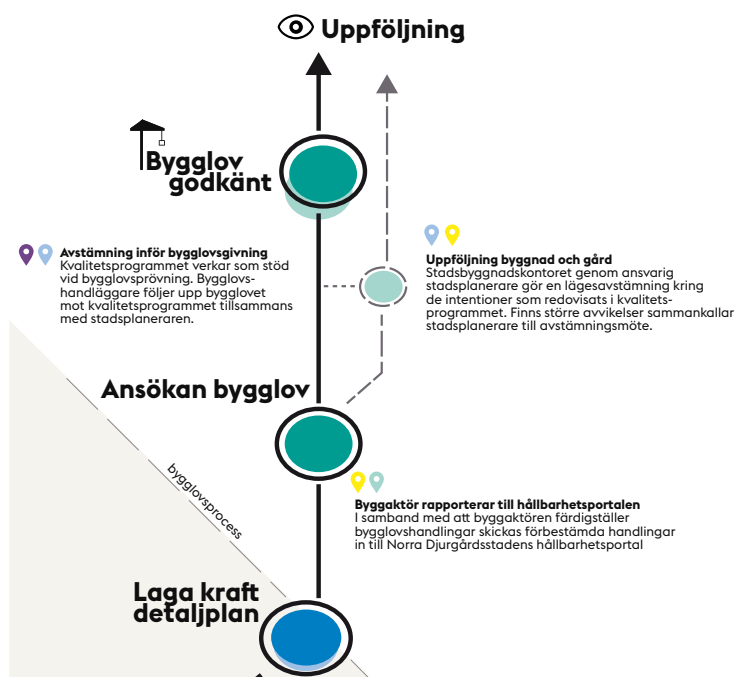 Uppföljning
Bygglov
godkänt
Avstämning inför bygglovsgivning
Kvalitetsprogrammet verkar som stöd
vid bygglovsprövning. Bygglovs-
handläggare följer upp bygglovet
mot kvalitetsprogrammet tillsammans
med stadsplaneraren.
Uppföljning byggnad och gård
Stadsbyggnadskontoret genom ansvarig
stadsplanerare gör en lägesavstämning kring
de intentioner som redovisats i kvalitets-
programmet. Finns större avvikelser sammankallar
stadsplanerare till avstämningsmöte.
Ansökan bygglov
bygglovsprocess
Byggaktör rapporterar till hållbarhetsportalen
I samband med att byggaktören färdigställer
bygglovshandlingar skickas förbestämda handlingar
in till Norra Djurgårdsstadens hållbarhetsportal
Laga kraft
detaljplan